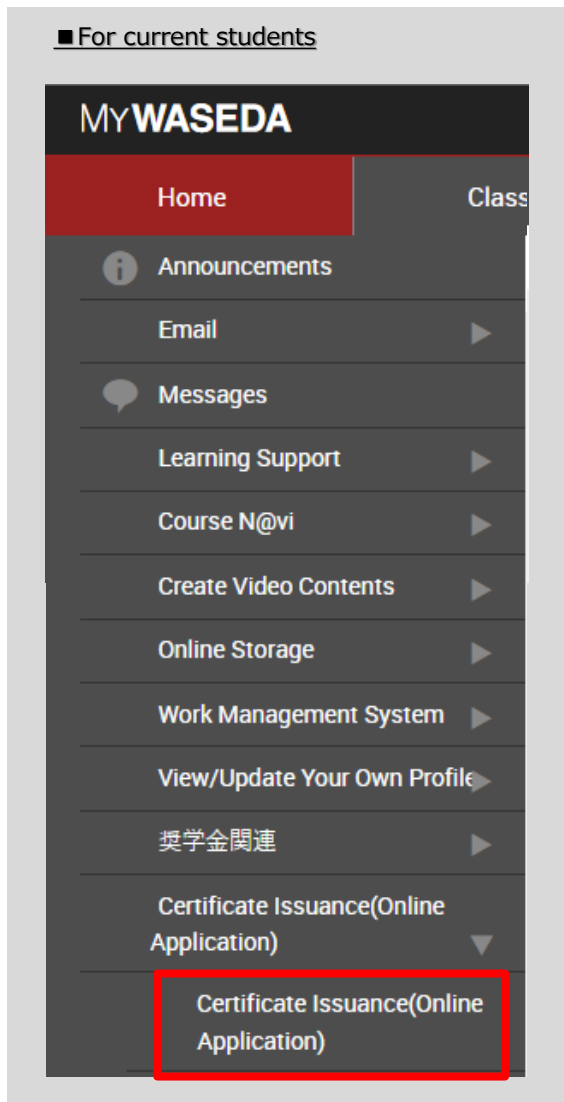 ■For current students
MYWASEDA
Home
Class
Announcements
Email
Messages
Learning Support
Course N@vi
Create Video Contents
Online Storage
Work Management System
View/Update Your Own Profile
奨学金関連
Certificate Issuance(Online
Application)
Certificate Issuance(Online
Application)